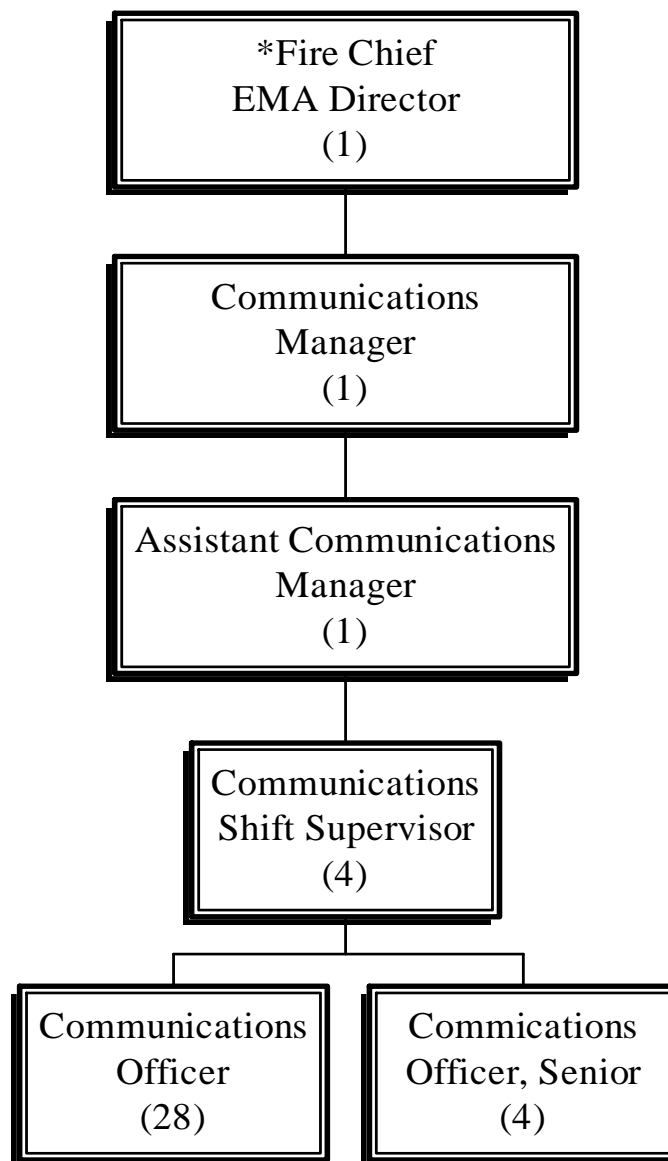 *Fire Chief
EMA Director
(1)
Communications
Manager
(1)
Assistant Communications
Manager
(1)
Communications
Shift Supervisor
(4)
Communications
Officer
(28)
Commications
Officer, Senior
(4)